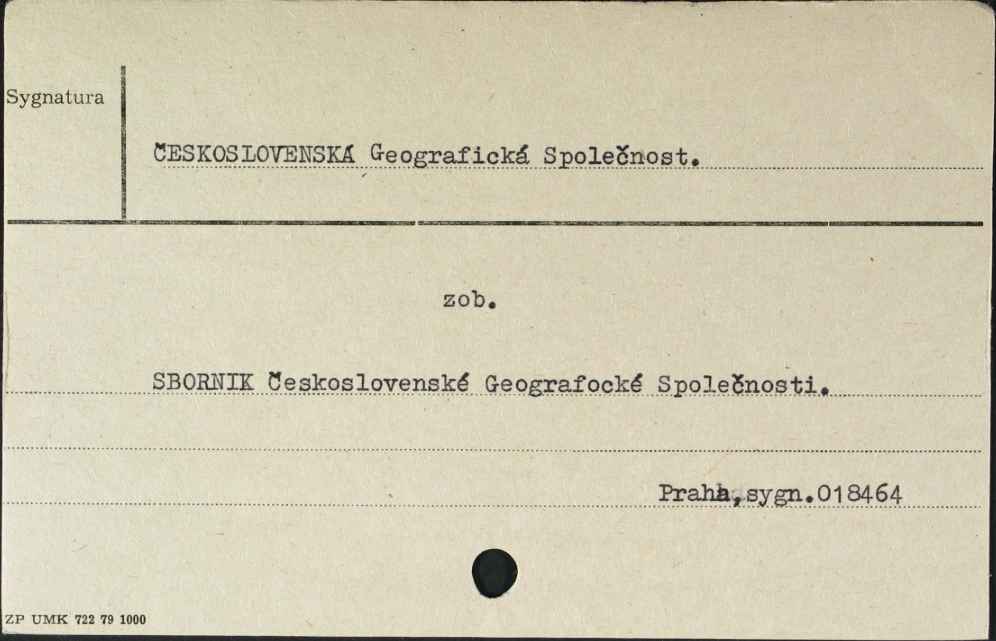 Sygnatura
ČESKOSLOVENSKÁ Geografická Společnost.
zob.
SBORNIK Československé Geografocké Společnosti.
Praha, sygn.018464
ZP UMK 722 79 1000